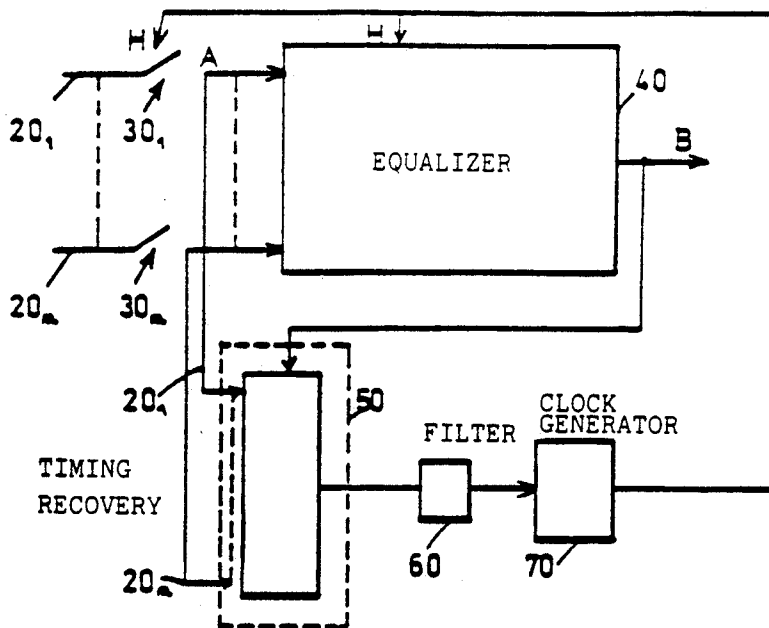 H
H
A
40
20₁
30₁
EQUALIZER
B
20ₘ
30ₘ
20₁
50
FILTER
CLOCK
GENERATOR
TIMING
RECOVERY
60
70
20ₘ